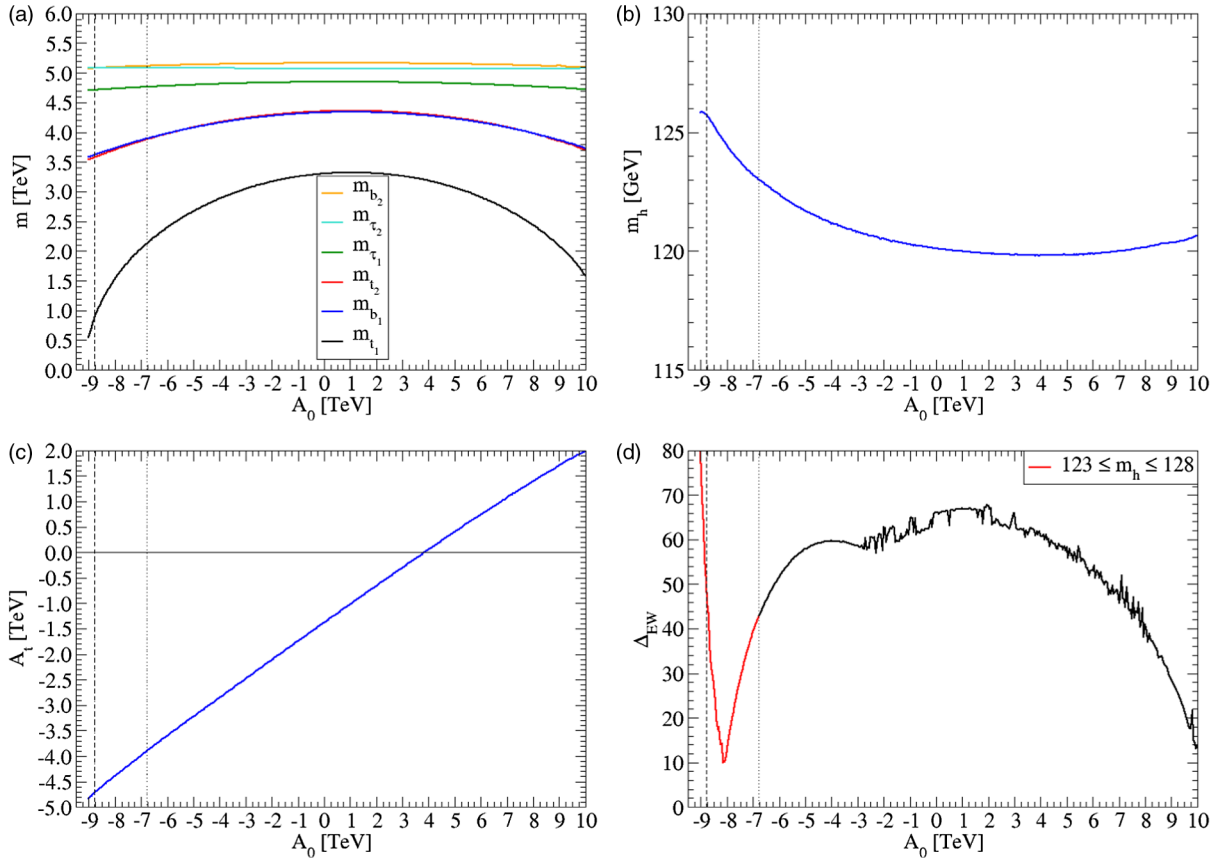 (a)
6.0
5.5
5.0
4.5
4.0
3.5
3.0
2.5
2.0
1.5
1.0
0.5
0.0
m [TeV]
m_b_2
m_τ_2
m_τ_1
m_t_2
m_b_1
m_t_1
-9 -8 -7 -6 -5 -4 -3 -2 -1 0 1 2 3 4 5 6 7 8 9 10
A_0 [TeV]
(b)
130
125
120
115
m_h [GeV]
-9 -8 -7 -6 -5 -4 -3 -2 -1 0 1 2 3 4 5 6 7 8 9 10
A_0 [TeV]
(c)
2.0
1.5
1.0
0.5
0.0
-0.5
-1.0
-1.5
-2.0
-2.5
-3.0
-3.5
-4.0
-4.5
-5.0
A_t [TeV]
-9 -8 -7 -6 -5 -4 -3 -2 -1 0 1 2 3 4 5 6 7 8 9 10
A_0 [TeV]
(d)
80
70
60
50
40
30
20
10
0
Δ_EW
123 ≤ m_h ≤ 128
-9 -8 -7 -6 -5 -4 -3 -2 -1 0 1 2 3 4 5 6 7 8 9 10
A_0 [TeV]